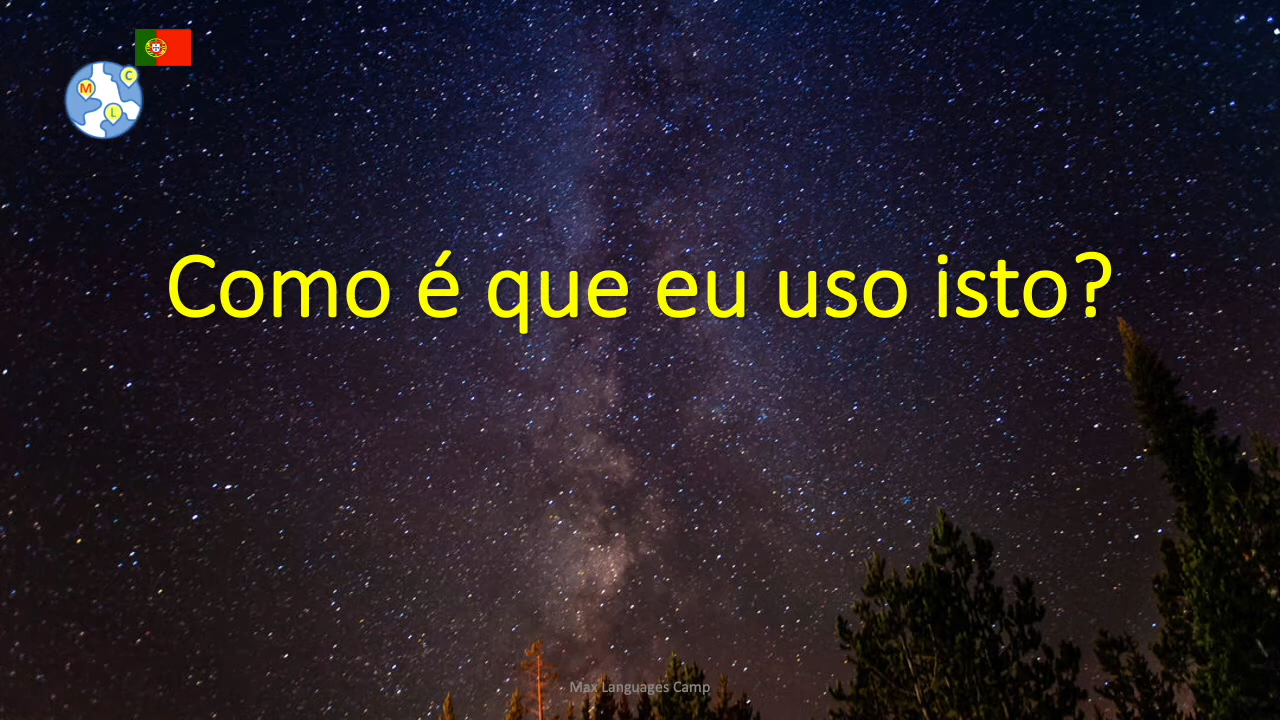 C
M
L
Como é que eu uso isto?
Max Languages Camp